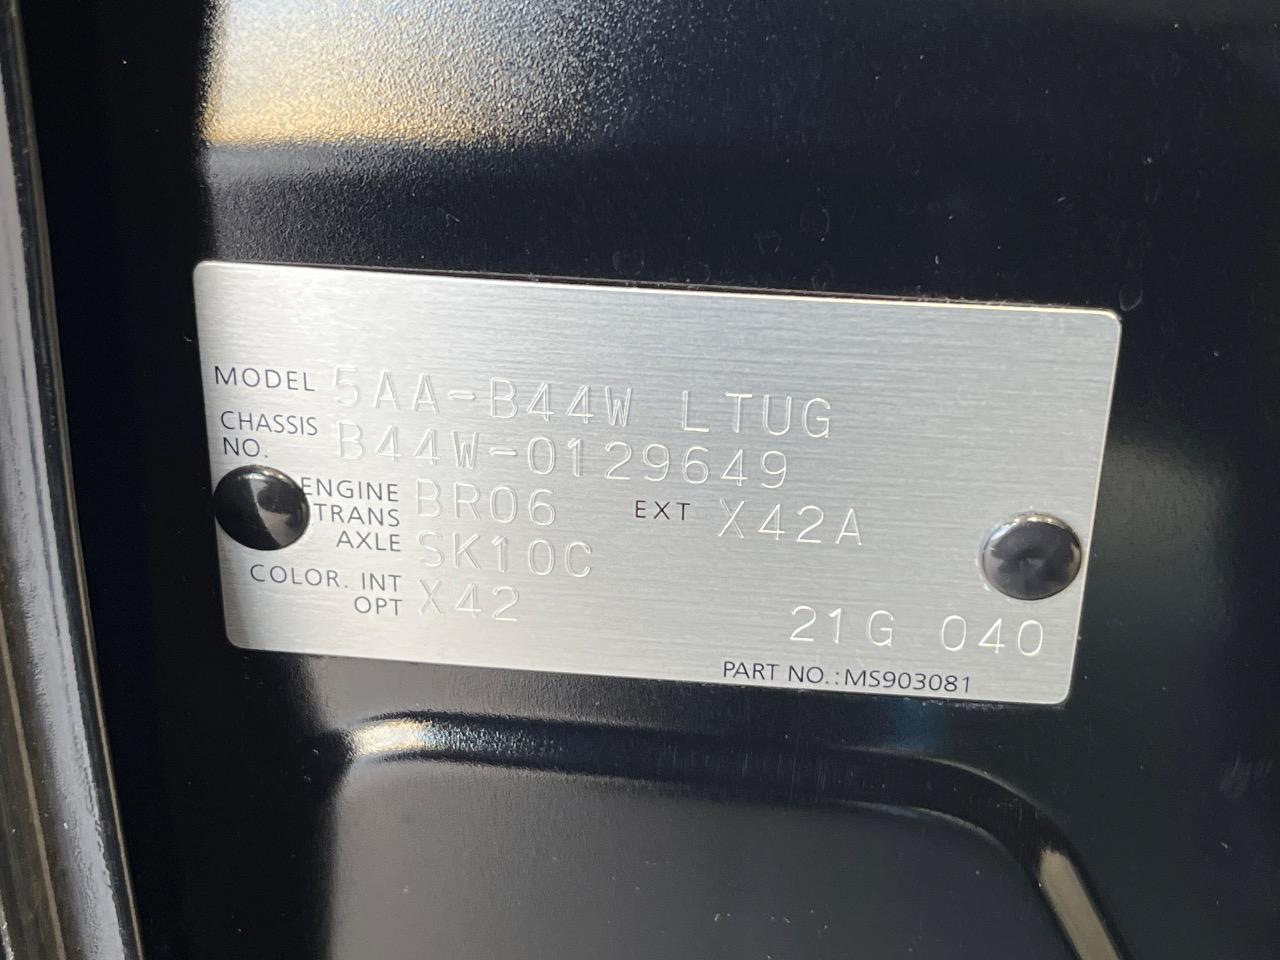 MODEL 5AA-B44W LTUG
CHASSIS NO. B44W-0129649
ENGINE BR06 EXT X42A
TRANS AXLE SK10C
COLOR. INT X42
OPT
21G 040
PART NO.:MS903081